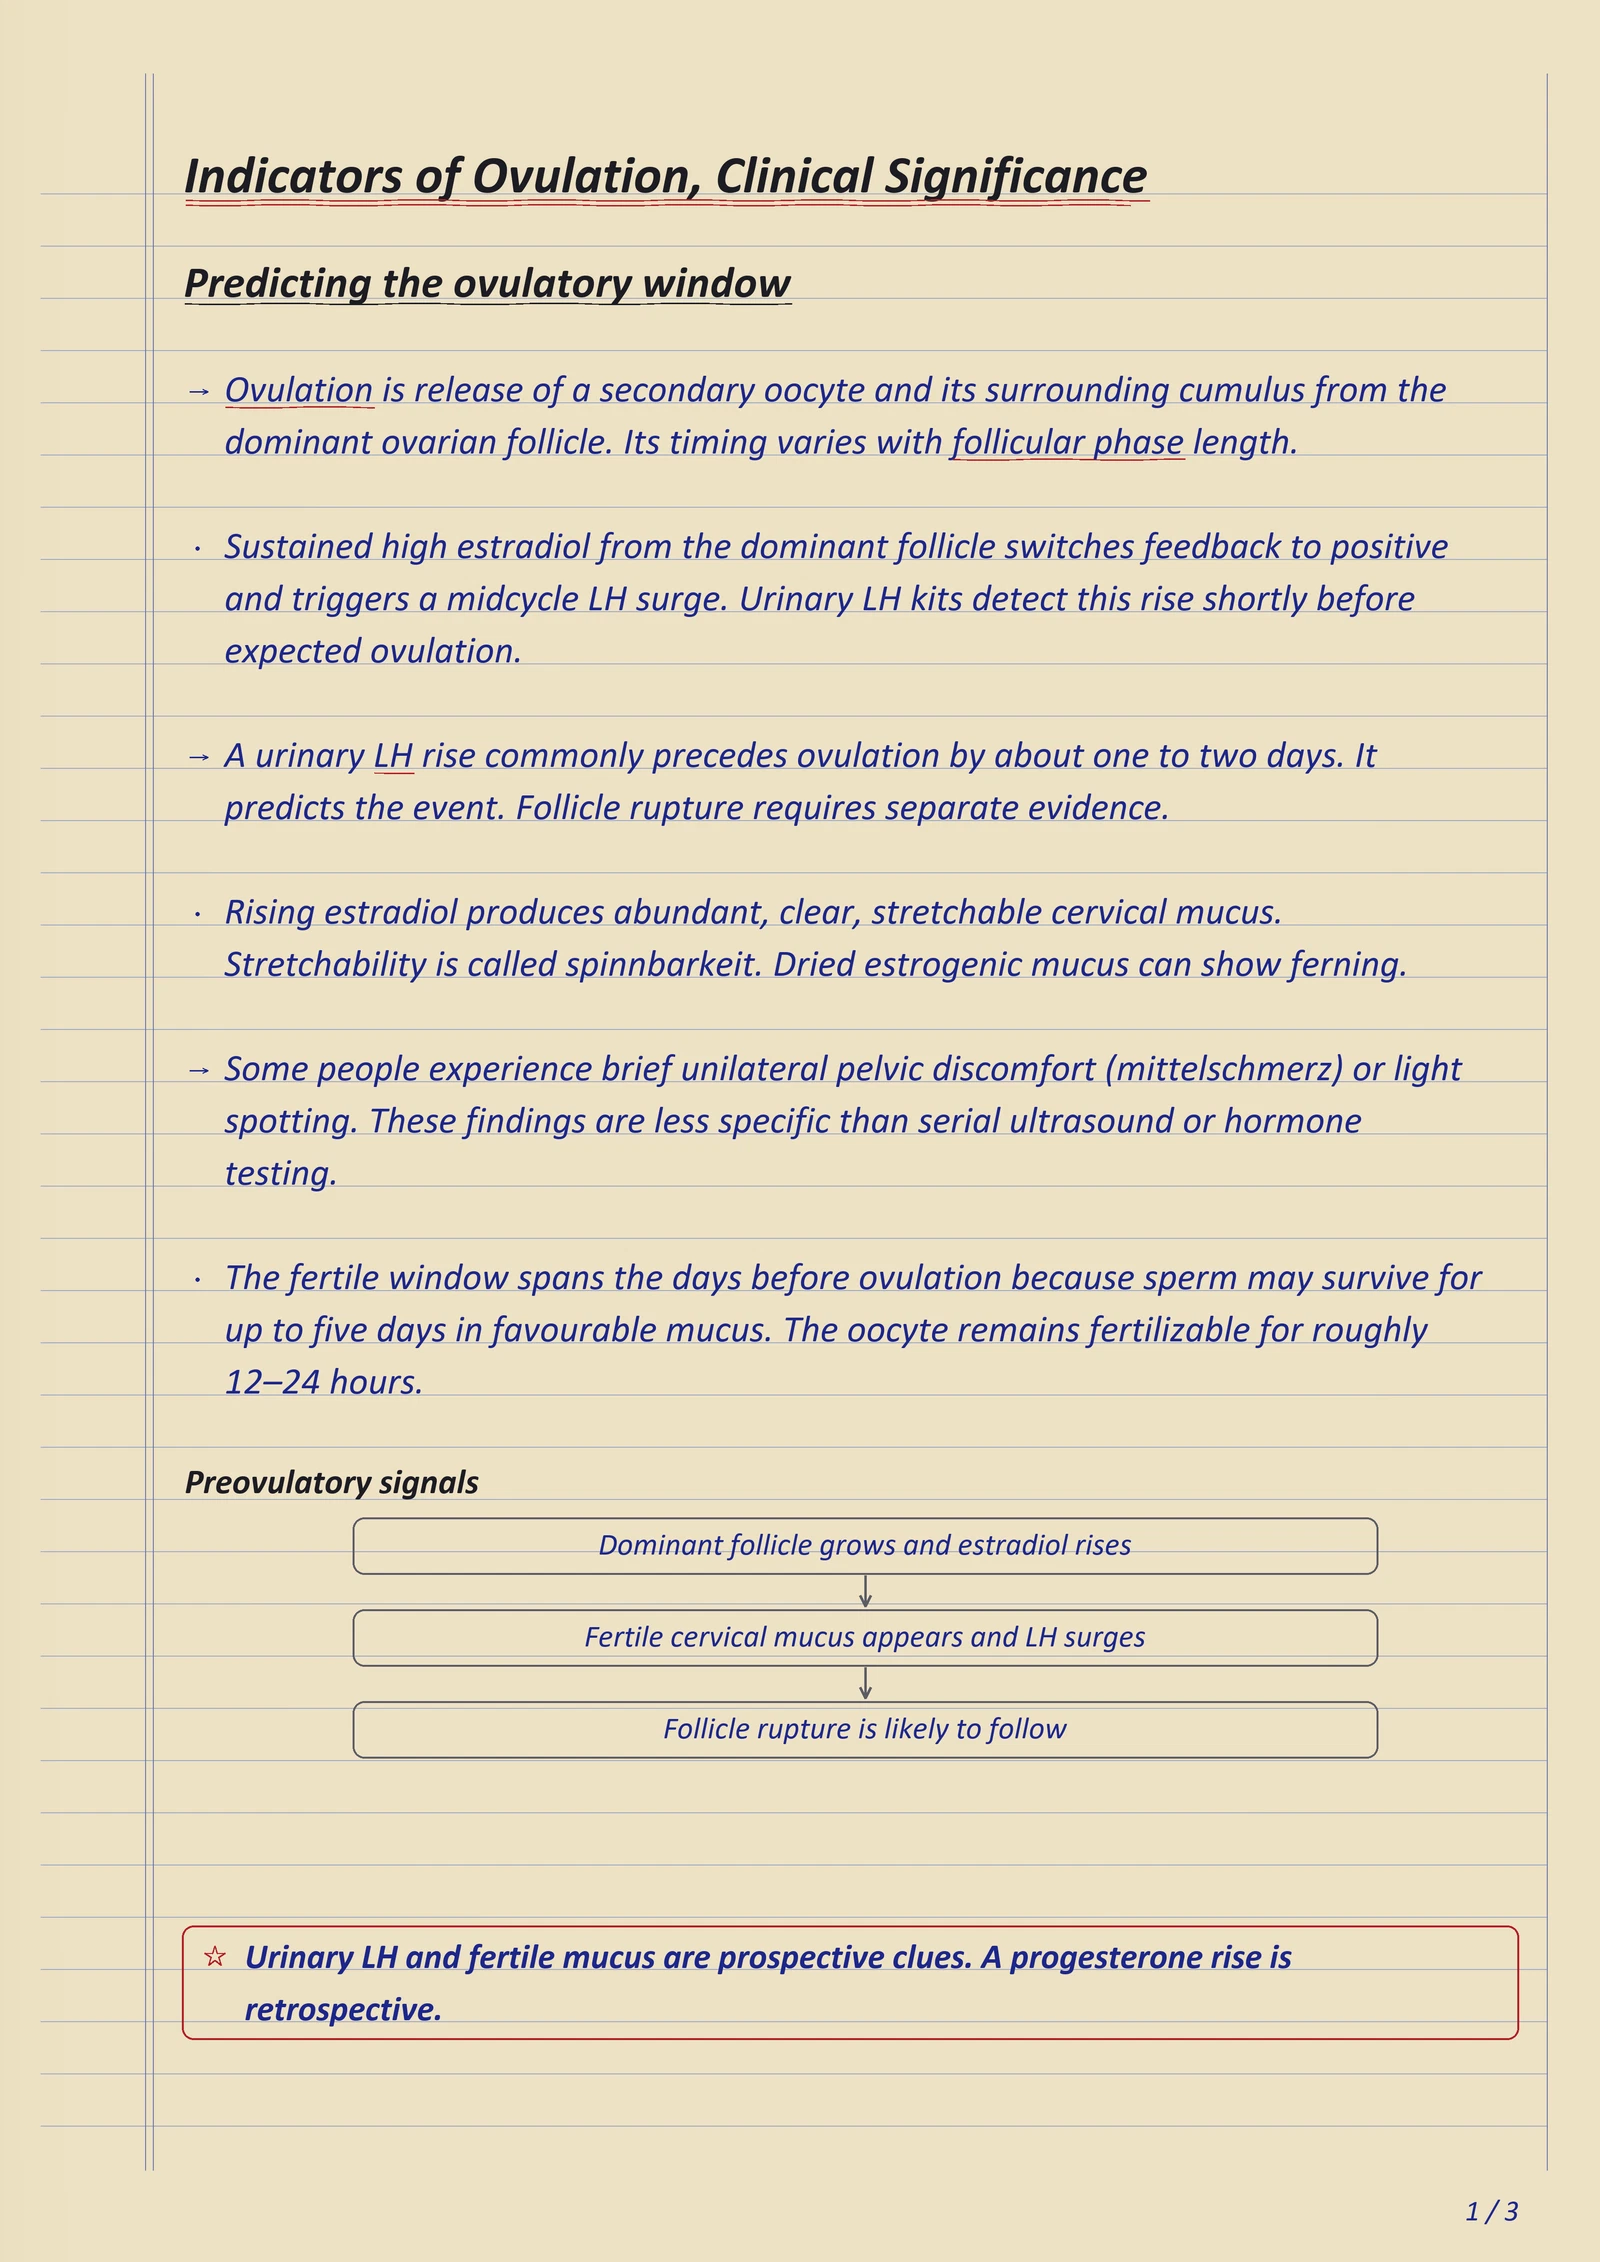 Indicators of Ovulation, Clinical Significance
Predicting the ovulatory window
→ Ovulation is release of a secondary oocyte and its surrounding cumulus from the
dominant ovarian follicle. Its timing varies with follicular phase length.
· Sustained high estradiol from the dominant follicle switches feedback to positive
and triggers a midcycle LH surge. Urinary LH kits detect this rise shortly before
expected ovulation.
→ A urinary LH rise commonly precedes ovulation by about one to two days. It
predicts the event. Follicle rupture requires separate evidence.
· Rising estradiol produces abundant, clear, stretchable cervical mucus.
Stretchability is called spinnbarkeit. Dried estrogenic mucus can show ferning.
→ Some people experience brief unilateral pelvic discomfort (mittelschmerz) or light
spotting. These findings are less specific than serial ultrasound or hormone
testing.
· The fertile window spans the days before ovulation because sperm may survive for
up to five days in favourable mucus. The oocyte remains fertilizable for roughly
12–24 hours.
Preovulatory signals
Dominant follicle grows and estradiol rises
Fertile cervical mucus appears and LH surges
Follicle rupture is likely to follow
☆ Urinary LH and fertile mucus are prospective clues. A progesterone rise is
retrospective.
1 / 3